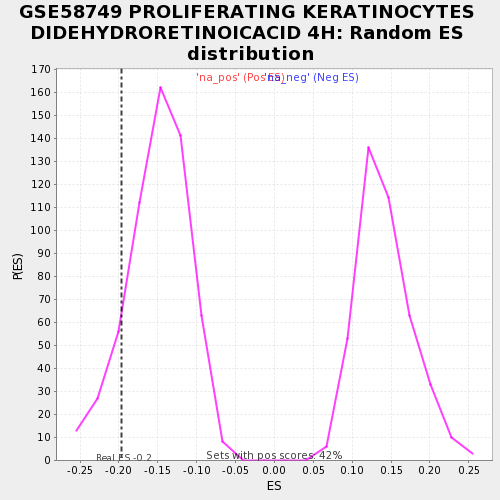 GSE58749 PROLIFERATING KERATINOCYTES
DIDEHYDRORETINOICACID 4H: Random ES
distribution
'na_pos' (Pos ES) 'na_neg' (Neg ES)
170
160
150
140
130
120
110
100
90
80
70
60
50
40
30
20
10
0
P(ES)
Real ES -0.2
Sets with pos scores: 42%
-0.25 -0.20 -0.15 -0.10 -0.05 0.00 0.05 0.10 0.15 0.20 0.25
ES